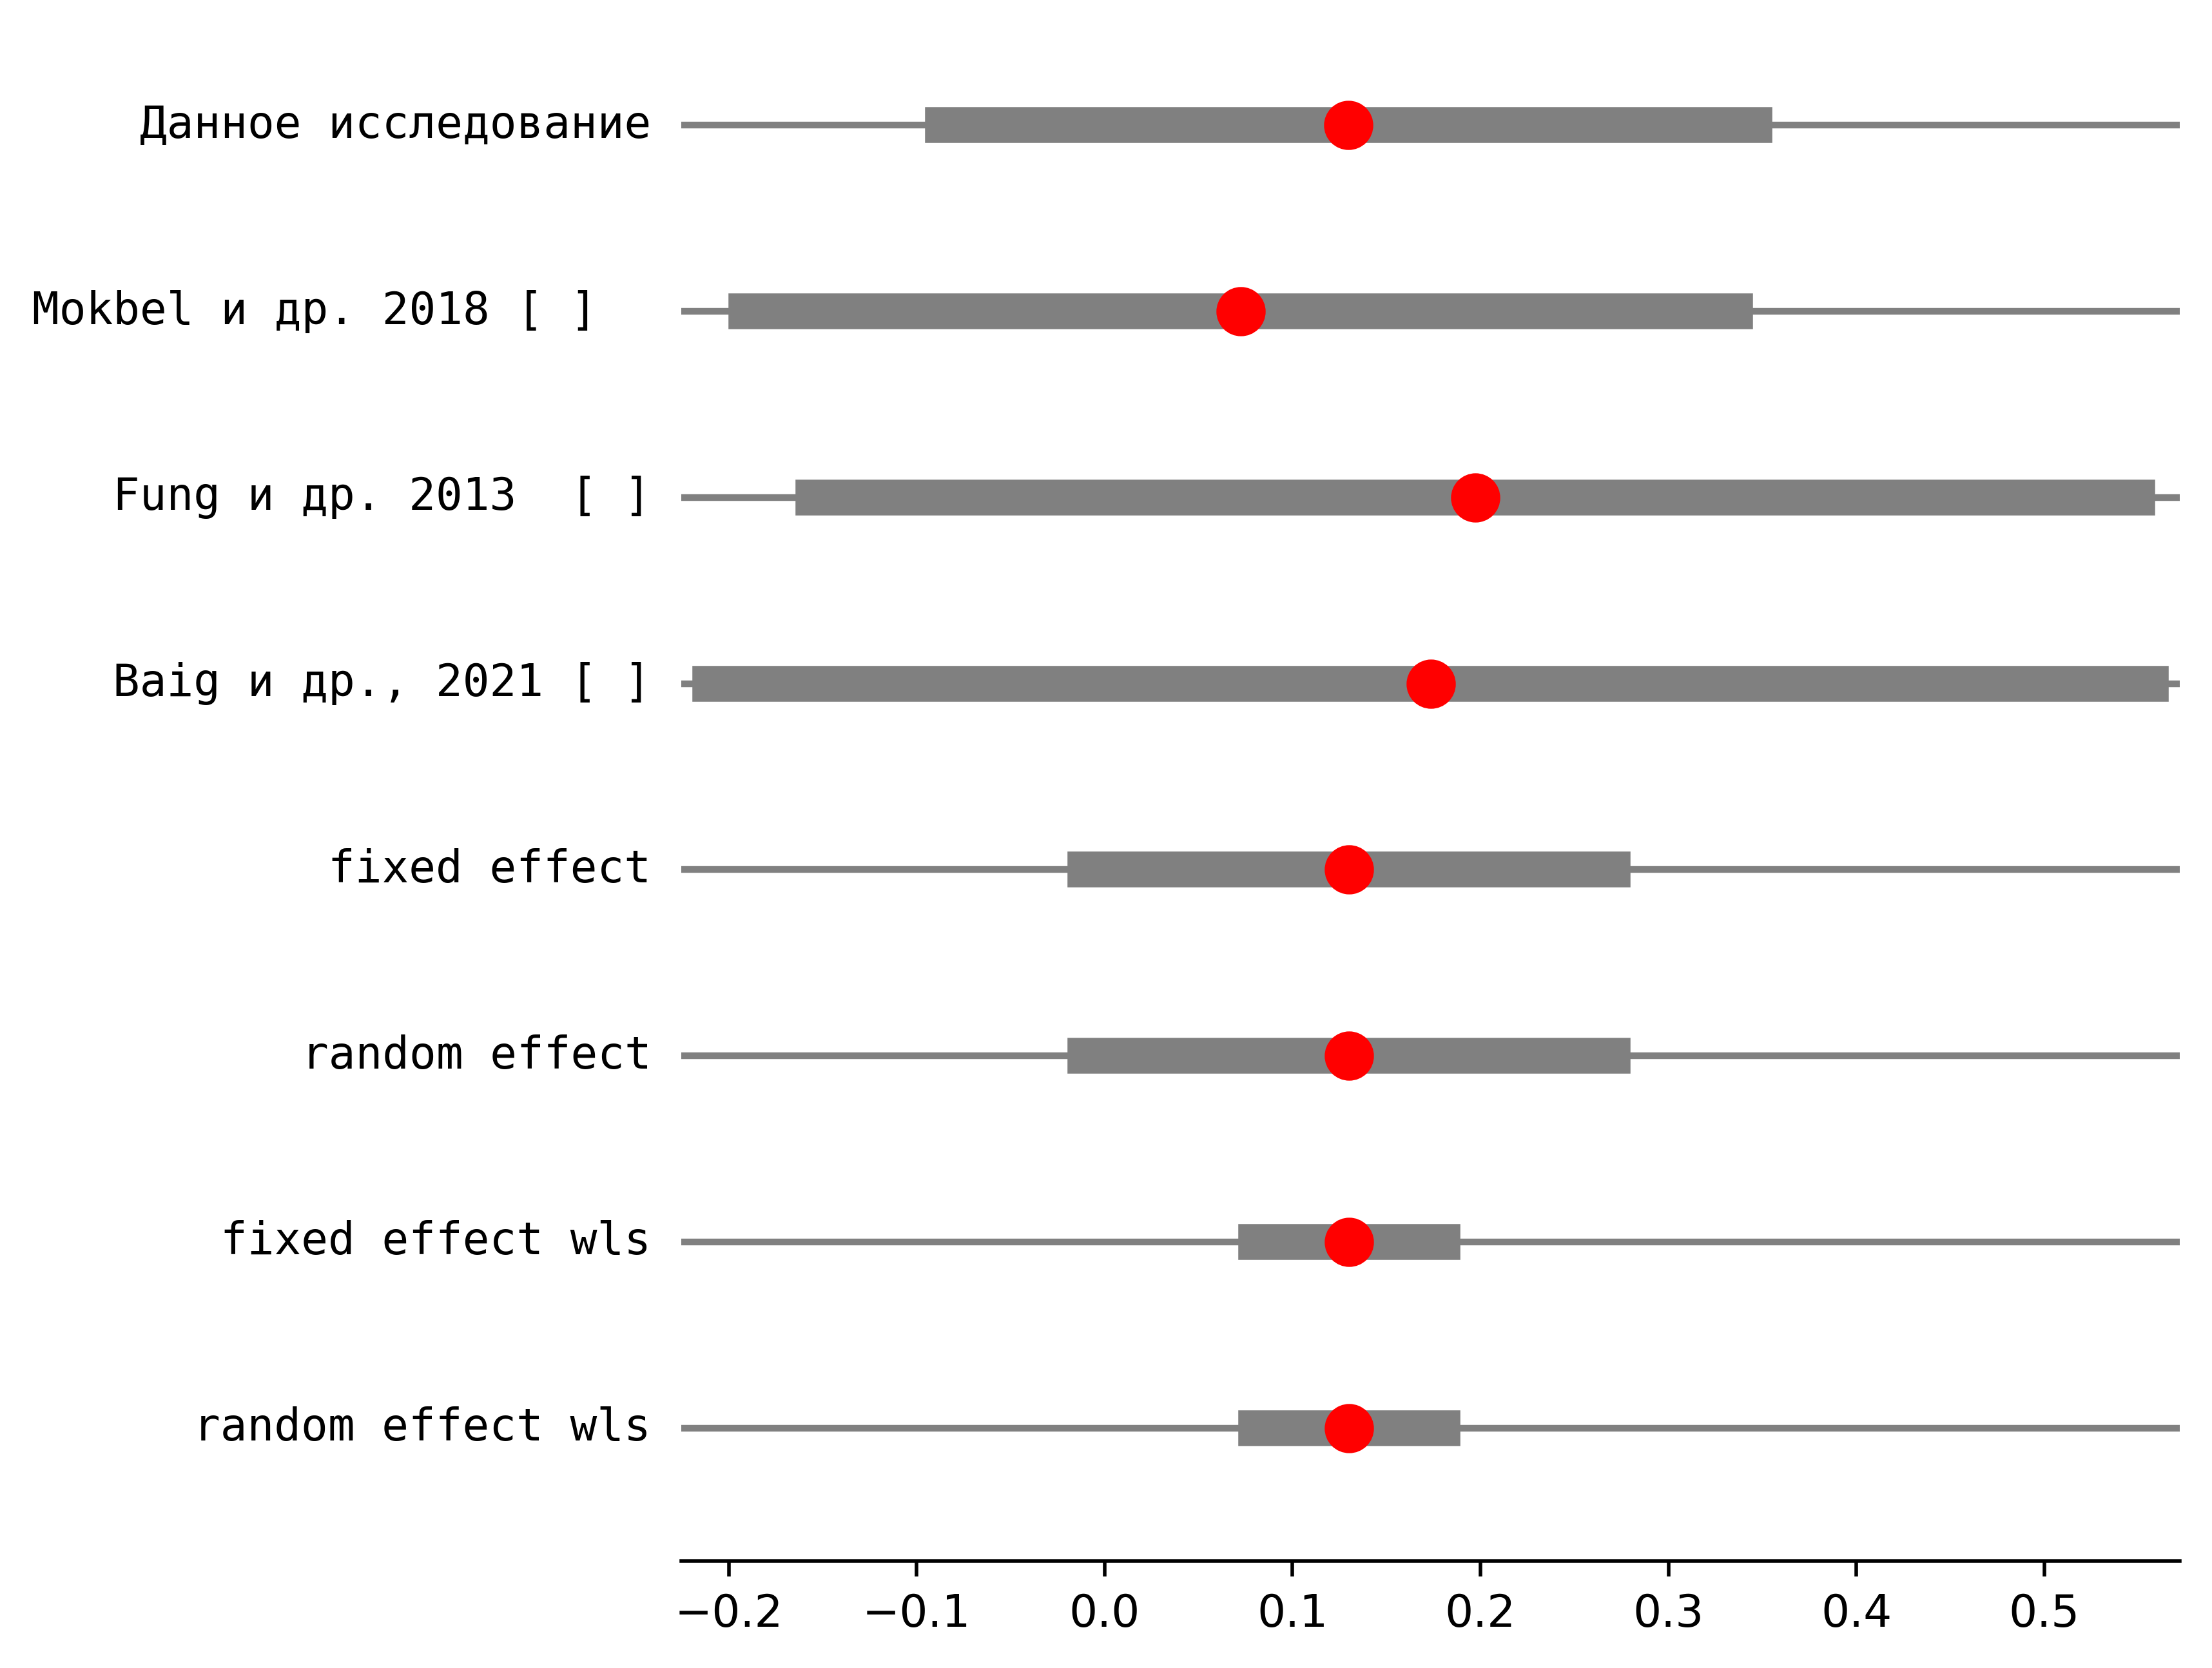 Данное исследование
Mokbel и др. 2018 [ ]
Fung и др. 2013  [ ]
Baig и др., 2021 [ ]
fixed effect
random effect
fixed effect wls
random effect wls
−0.2 −0.1 0.0 0.1 0.2 0.3 0.4 0.5